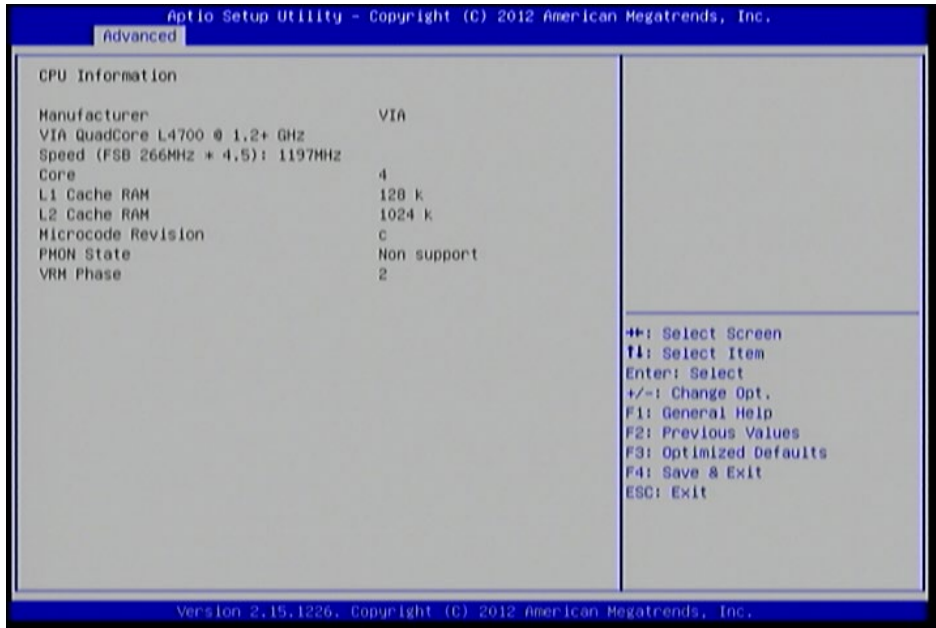 Aptio Setup Utility - Copyright (C) 2012 American Megatrends, Inc.
Advanced
CPU Information
Manufacturer VIA
VIA QuadCore L4700 @ 1.2+ GHz
Speed (FSB 266MHz * 4.5): 1197MHz
Core 4
L1 Cache RAM 128 k
L2 Cache RAM 1024 k
Microcode Revision c
PMON State Non support
VRM Phase 2
→←: Select Screen
↑↓: Select Item
Enter: Select
+/-: Change Opt.
F1: General Help
F2: Previous Values
F3: Optimized Defaults
F4: Save & Exit
ESC: Exit
Version 2.15.1226. Copyright (C) 2012 American Megatrends, Inc.